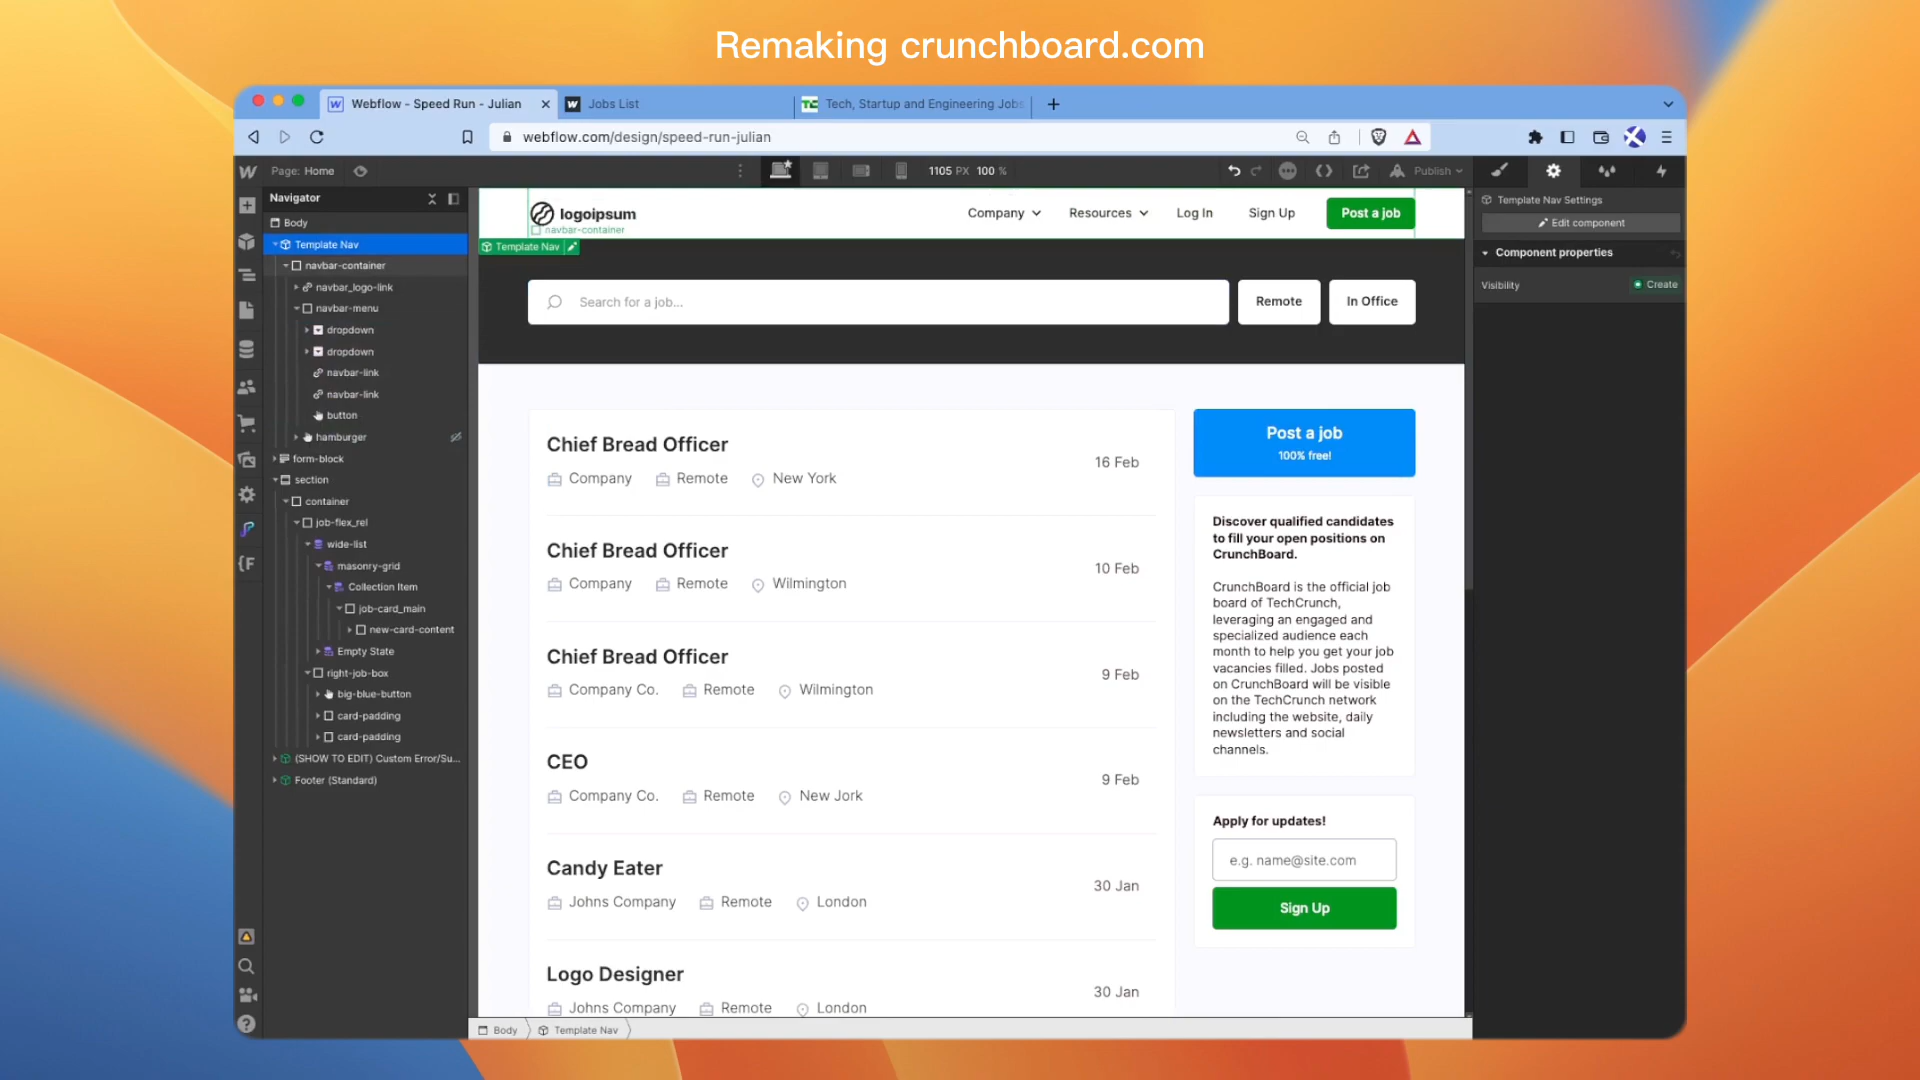 Remaking crunchboard.com
Webflow - Speed Run - Julian
Jobs List
Tech, Startup and Engineering Jobs
webflow.com/design/speed-run-julian
Page: Home
1105 PX 100 %
Publish
Navigator
Body
Template Nav
navbar-container
navbar_logo-link
navbar-menu
dropdown
dropdown
navbar-link
navbar-link
button
hamburger
form-block
section
container
job-flex_rel
wide-list
masonry-grid
Collection Item
job-card_main
new-card-content
Empty State
right-job-box
big-blue-button
card-padding
card-padding
(SHOW TO EDIT) Custom Error/Su...
Footer (Standard)
logoipsum
navbar-container
Template Nav
Company
Resources
Log In
Sign Up
Post a job
Search for a job...
Remote
In Office
Chief Bread Officer
Company Remote New York
16 Feb
Chief Bread Officer
Company Remote Wilmington
10 Feb
Chief Bread Officer
Company Co. Remote Wilmington
9 Feb
CEO
Company Co. Remote New Jork
9 Feb
Candy Eater
Johns Company Remote London
30 Jan
Logo Designer
Johns Company Remote London
30 Jan
Post a job
100% free!
Discover qualified candidates
to fill your open positions on
CrunchBoard.
CrunchBoard is the official job
board of TechCrunch,
leveraging an engaged and
specialized audience each
month to help you get your job
vacancies filled. Jobs posted
on CrunchBoard will be visible
on the TechCrunch network
including the website, daily
newsletters and social
channels.
Apply for updates!
e.g. name@site.com
Sign Up
Template Nav Settings
Edit component
Component properties
Visibility
Create
Body
Template Nav